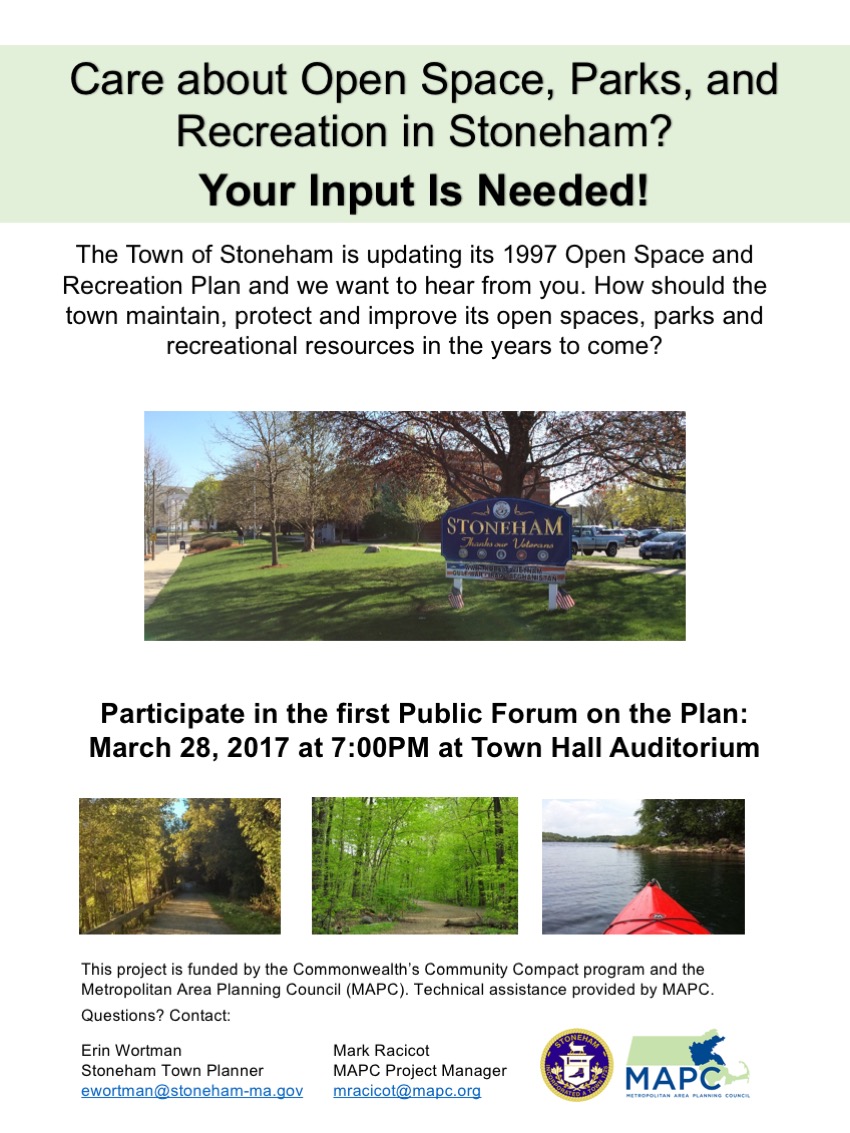 Care about Open Space, Parks, and
Recreation in Stoneham?
Your Input Is Needed!
The Town of Stoneham is updating its 1997 Open Space and
Recreation Plan and we want to hear from you. How should the
town maintain, protect and improve its open spaces, parks and
recreational resources in the years to come?
STONEHAM
Thanks our Veterans
Participate in the first Public Forum on the Plan:
March 28, 2017 at 7:00PM at Town Hall Auditorium
This project is funded by the Commonwealth’s Community Compact program and the
Metropolitan Area Planning Council (MAPC). Technical assistance provided by MAPC.
Questions? Contact:
Erin Wortman
Stoneham Town Planner
ewortman@stoneham-ma.gov
Mark Racicot
MAPC Project Manager
mracicot@mapc.org
STONEHAM
MAPC
METROPOLITAN AREA PLANNING COUNCIL